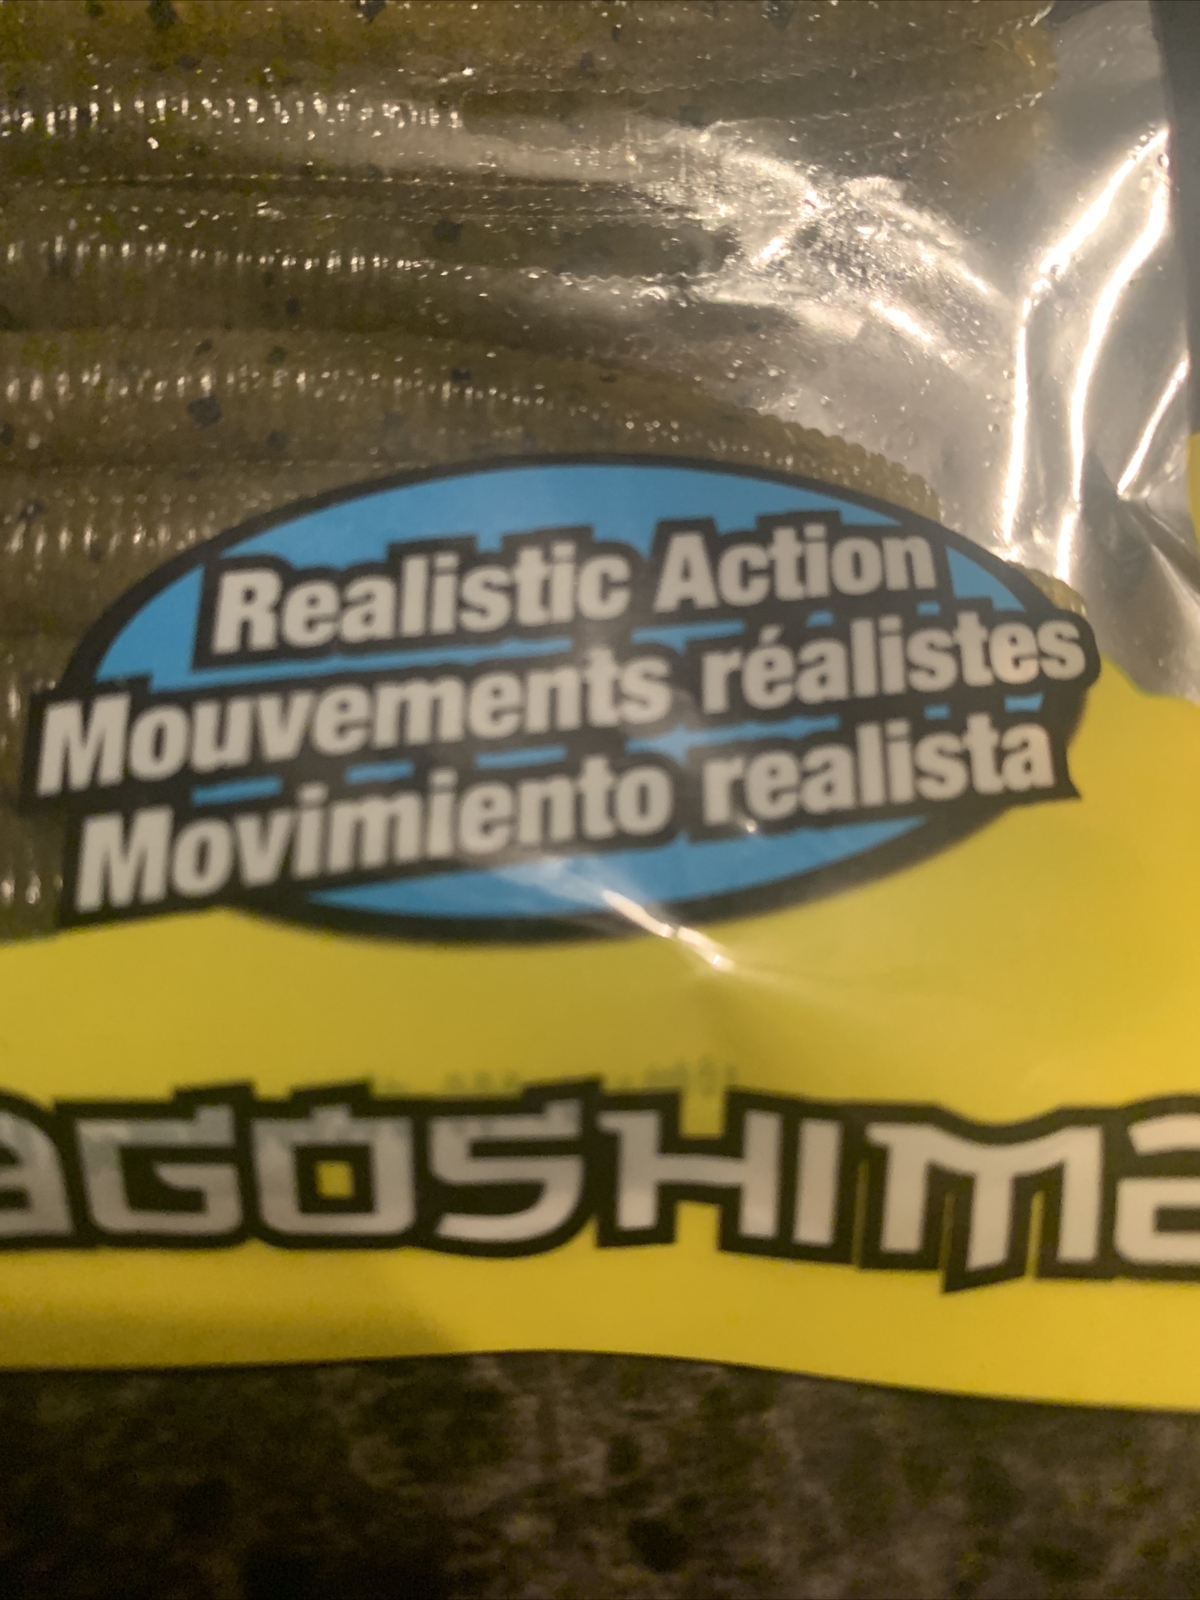 Realistic Action
Mouvements réalistes
Movimiento realista
AGOSHIMA